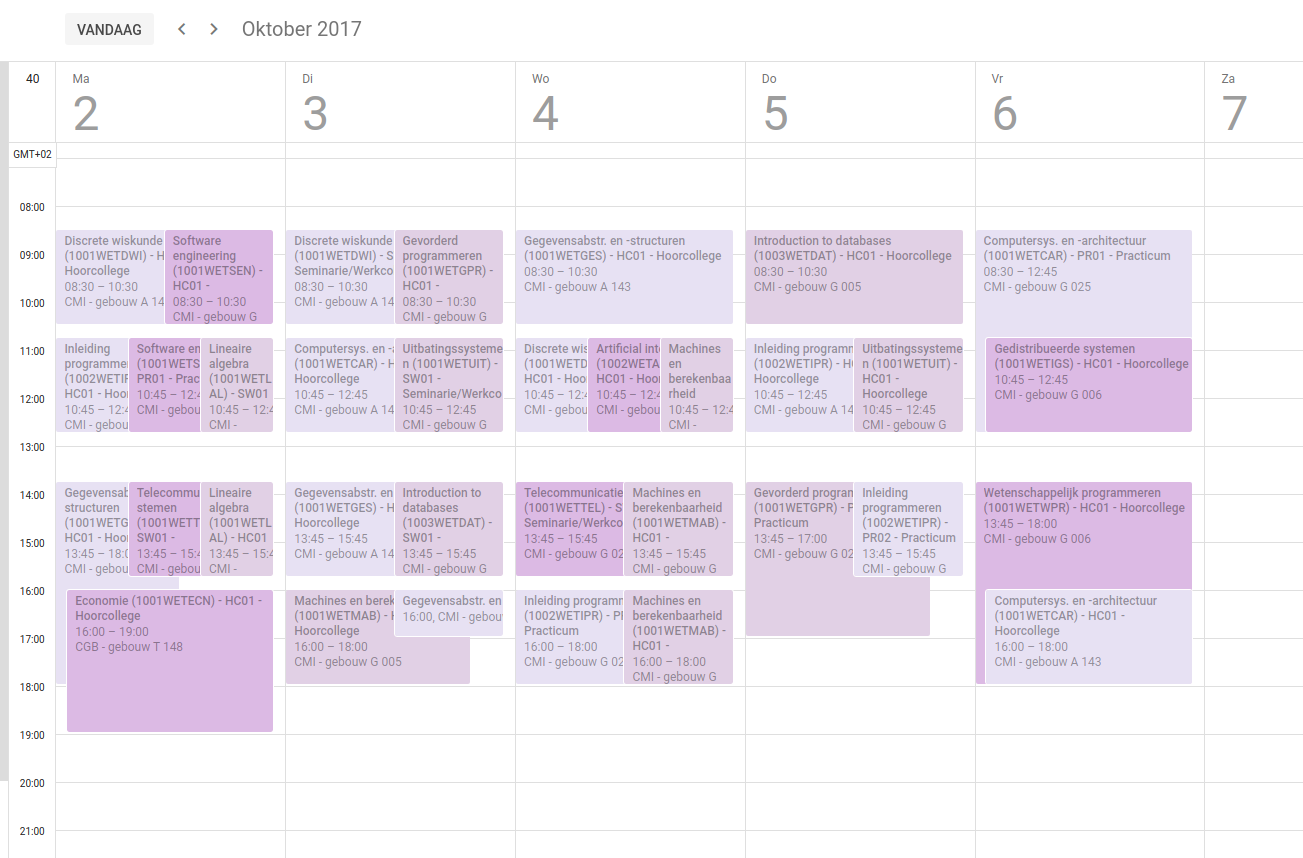 VANDAAG
Oktober 2017
40
Ma
2
Di
3
Wo
4
Do
5
Vr
6
Za
7
GMT+02
08:00
09:00
10:00
11:00
12:00
13:00
14:00
15:00
16:00
17:00
18:00
19:00
20:00
21:00
Discrete wiskunde
(1001WETDWI) - H
Hoorcollege
08:30 – 10:30
CMI - gebouw A 14
Software
engineering
(1001WETSEN) -
HC01 -
08:30 – 10:30
CMI - gebouw G
Inleiding
programme
(1002WETIP
HC01 - Hoo
10:45 – 12:4
CMI - gebou
Software en
(1001WETS
PR01 - Prac
10:45 – 12:4
CMI - gebou
Lineaire
algebra
(1001WETL
AL) - SW01
10:45 – 12:4
CMI -
Gegevensab
structuren
(1001WETG
HC01 - Hoo
13:45 – 18:0
CMI - gebou
Telecommu
stemen
(1001WETT
SW01 -
13:45 – 15:4
CMI - gebou
Lineaire
algebra
(1001WETL
AL) - HC01
13:45 – 15:4
CMI -
Economie (1001WETECN) - HC01 -
Hoorcollege
16:00 – 19:00
CGB - gebouw T 148
Discrete wiskunde
(1001WETDWI) - S
Seminarie/Werkco
08:30 – 10:30
CMI - gebouw A 14
Gevorderd
programmeren
(1001WETGPR) -
HC01 -
08:30 – 10:30
CMI - gebouw G
Computersys. en -a
(1001WETCAR) - H
Hoorcollege
10:45 – 12:45
CMI - gebouw A 14
Uitbatingssysteme
n (1001WETUIT) -
SW01 -
Seminarie/Werkco
10:45 – 12:45
CMI - gebouw G
Gegevensabstr. en
(1001WETGES) - H
Hoorcollege
13:45 – 15:45
CMI - gebouw A 14
Introduction to
databases
(1003WETDAT) -
SW01 -
13:45 – 15:45
CMI - gebouw G
Machines en berek
(1001WETMAB) - H
Hoorcollege
16:00 – 18:00
CMI - gebouw G 005
Gegevensabstr. en
16:00, CMI - gebou
Gegevensabstr. en -structuren
(1001WETGES) - HC01 - Hoorcollege
08:30 – 10:30
CMI - gebouw A 143
Discrete wis
(1001WETD
HC01 - Hoo
10:45 – 12:4
CMI - gebou
Artificial inte
(1002WETA
HC01 - Hoo
10:45 – 12:4
CMI - gebou
Machines
en
berekenbaa
rheid
10:45 – 12:4
CMI -
Telecommunicatie
(1001WETTEL) - S
Seminarie/Werkco
13:45 – 15:45
CMI - gebouw G 02
Machines en
berekenbaarheid
(1001WETMAB) -
HC01 -
13:45 – 15:45
CMI - gebouw G
Inleiding programm
(1002WETIPR) - PR
Practicum
16:00 – 18:00
CMI - gebouw G 02
Machines en
berekenbaarheid
(1001WETMAB) -
HC01 -
16:00 – 18:00
CMI - gebouw G
Introduction to databases
(1003WETDAT) - HC01 - Hoorcollege
08:30 – 10:30
CMI - gebouw G 005
Inleiding programm
(1002WETIPR) - H
Hoorcollege
10:45 – 12:45
CMI - gebouw A 14
Uitbatingssysteme
n (1001WETUIT) -
HC01 -
Hoorcollege
10:45 – 12:45
CMI - gebouw G
Gevorderd program
(1001WETGPR) - P
Practicum
13:45 – 17:00
CMI - gebouw G 02
Inleiding
programmeren
(1002WETIPR) -
PR02 - Practicum
13:45 – 15:45
CMI - gebouw G
Computersys. en -architectuur
(1001WETCAR) - PR01 - Practicum
08:30 – 12:45
CMI - gebouw G 025
Gedistribueerde systemen
(1001WETIGS) - HC01 - Hoorcollege
10:45 – 12:45
CMI - gebouw G 006
Wetenschappelijk programmeren
(1001WETWPR) - HC01 - Hoorcollege
13:45 – 18:00
CMI - gebouw G 006
Computersys. en -architectuur
(1001WETCAR) - HC01 -
Hoorcollege
16:00 – 18:00
CMI - gebouw A 143